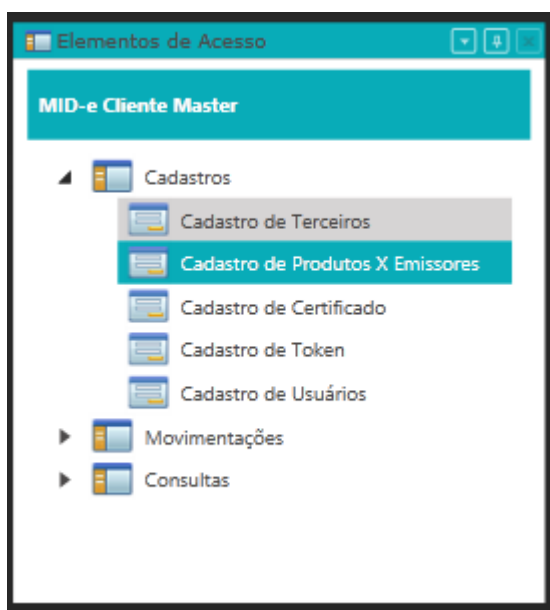 Elementos de Acesso
MID-e Cliente Master
Cadastros
Cadastro de Terceiros
Cadastro de Produtos X Emissores
Cadastro de Certificado
Cadastro de Token
Cadastro de Usuários
Movimentações
Consultas